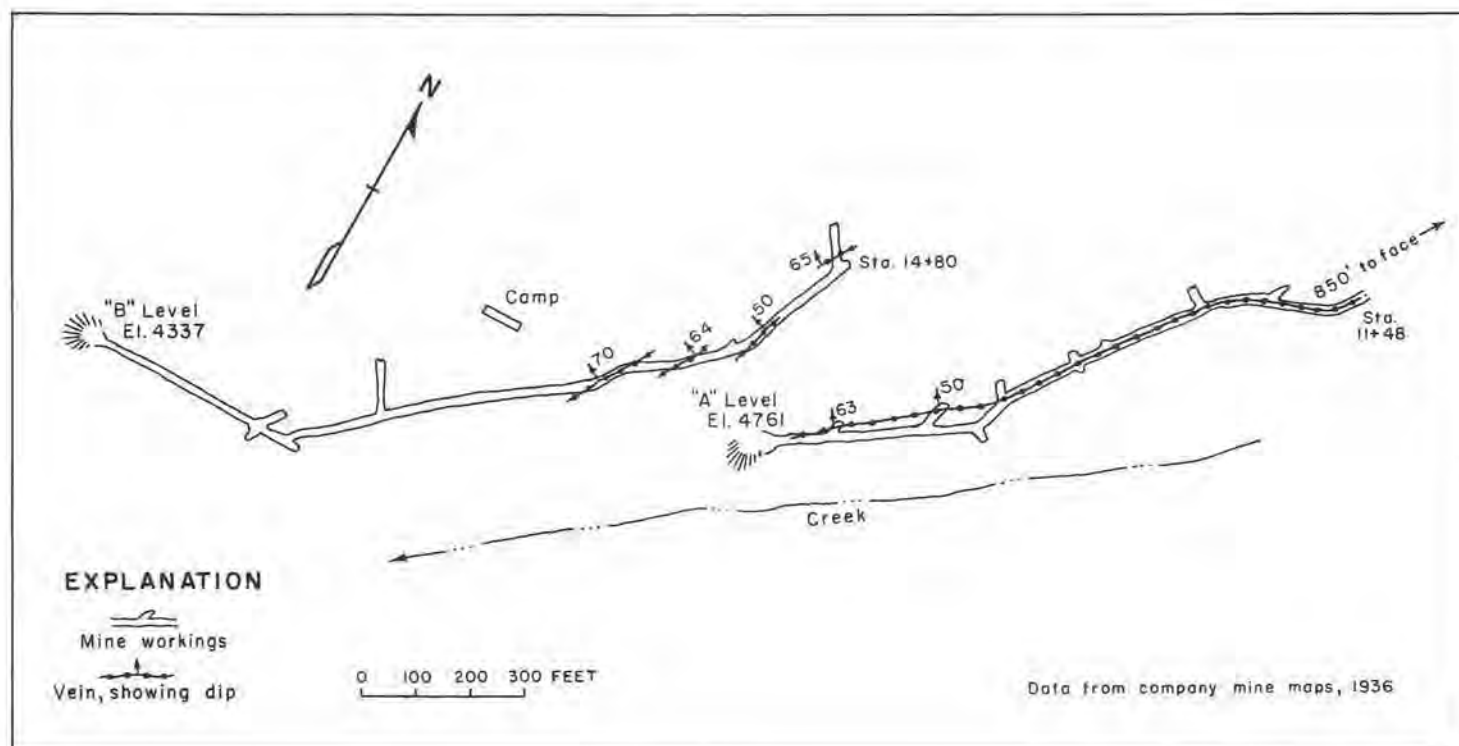 N
"B" Level
El. 4337
Camp
65
Sta. 14+80
50
64
70
850' to face
Sta.
11+48
"A" Level
El. 4761
63
50
Creek
EXPLANATION
Mine workings
Vein, showing dip
0 100 200 300 FEET
Data from company mine maps, 1936